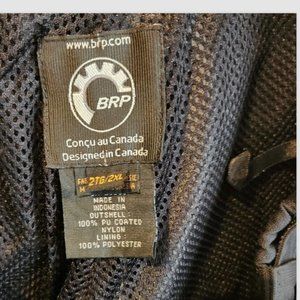 www.brp.com
BRP
Conçu au Canada
Designed in Canada
2TG/2XL
MADE IN
INDONESIA
OUTSHELL:
100% PU COATED
NYLON
LINING:
100% POLYESTER